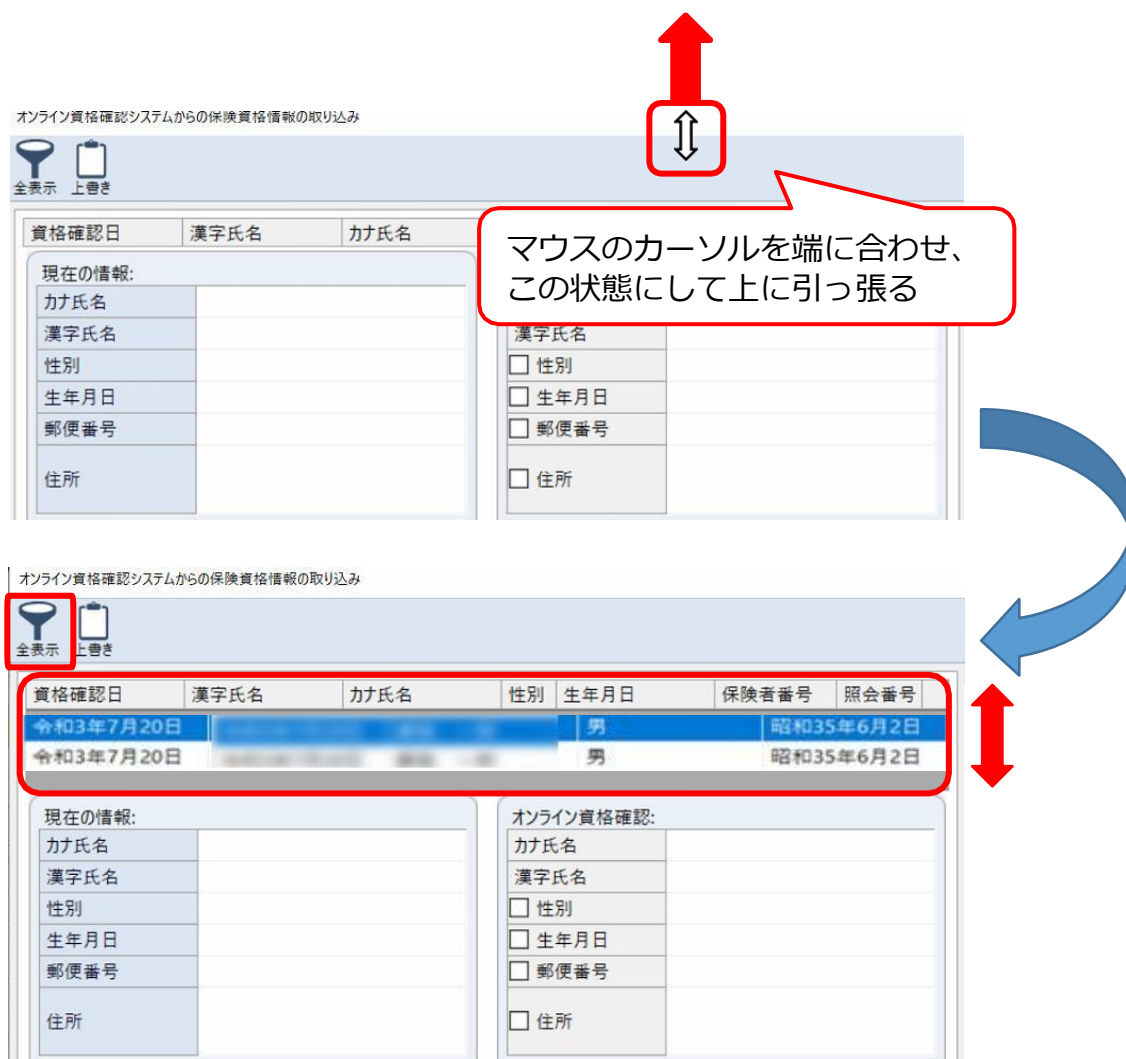 オンライン資格確認システムからの保険資格情報の取り込み
全表示 上書き
資格確認日 漢字氏名 カナ氏名
マウスのカーソルを端に合わせ、
この状態にして上に引っ張る
現在の情報:
カナ氏名
漢字氏名 漢字氏名
性別 性別
生年月日 生年月日
郵便番号 郵便番号
住所 住所
オンライン資格確認システムからの保険資格情報の取り込み
全表示 上書き
資格確認日 漢字氏名 カナ氏名 性別 生年月日 保険者番号 照会番号
令和3年7月20日 男 昭和35年6月2日
令和3年7月20日 男 昭和35年6月2日
現在の情報: オンライン資格確認:
カナ氏名 カナ氏名
漢字氏名 漢字氏名
性別 性別
生年月日 生年月日
郵便番号 郵便番号
住所 住所